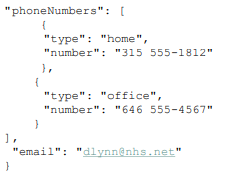 "phoneNumbers": [
{
"type": "home",
"number": "315 555-1812"
},
{
"type": "office",
"number": "646 555-4567"
}
],
"email": "dlynn@nhs.net"
}